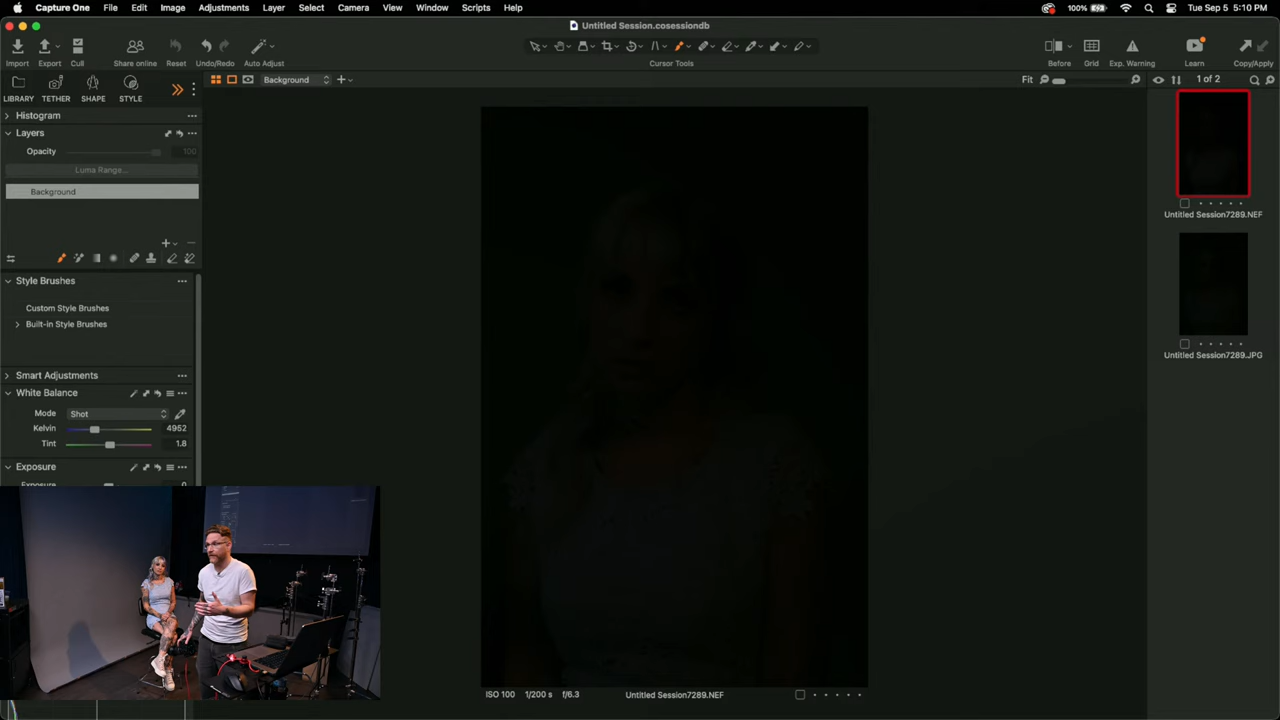 Capture One File Edit Image Adjustments Layer Select Camera View Window Scripts Help 100% Tue Sep 5 5:10 PM
Untitled Session.cosessiondb
Import Export Cull Share online Reset Undo/Redo Auto Adjust Cursor Tools Before Grid Exp. Warning Learn Copy/Apply
LIBRARY TETHER SHAPE STYLE
Background
Fit
1 of 2
Histogram
Layers
Opacity 100
Luma Range...
Background
Style Brushes
Custom Style Brushes
Built-in Style Brushes
Smart Adjustments
White Balance
Mode Shot
Kelvin 4952
Tint 1.8
Exposure
Exposure 0
ISO 100 1/200 s f/6.3 Untitled Session7289.NEF
Untitled Session7289.NEF
Untitled Session7289.JPG